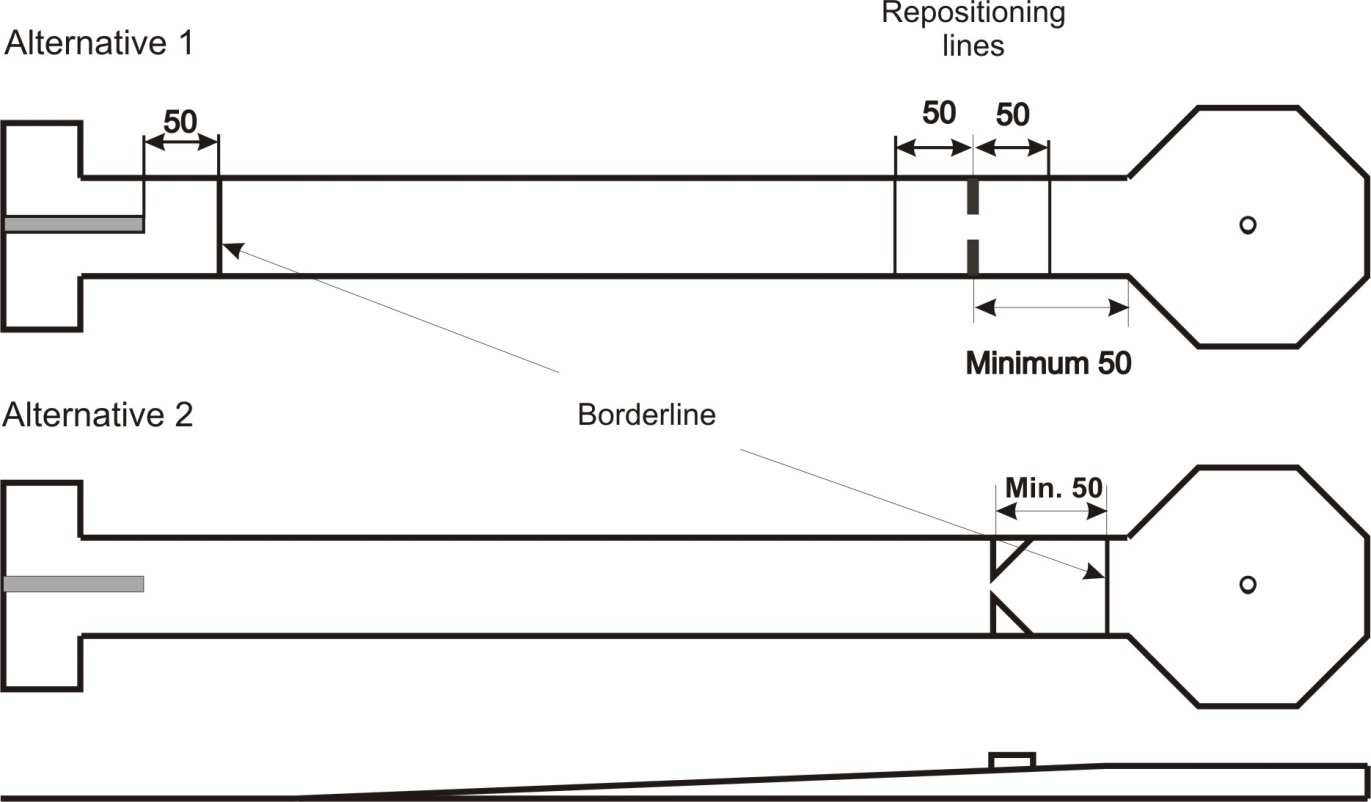 Repositioning
lines
Alternative 1
50
50
50
Minimum 50
Alternative 2
Borderline
Min. 50